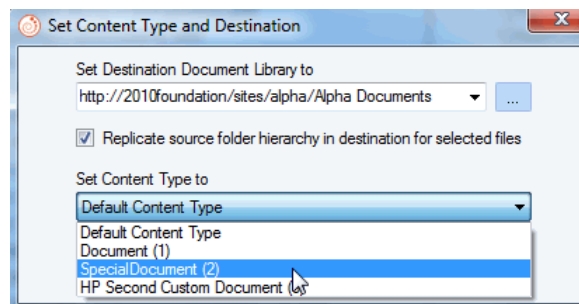 Set Content Type and Destination
Set Destination Document Library to
http://2010foundation/sites/alpha/Alpha Documents
...
Replicate source folder hierarchy in destination for selected files
Set Content Type to
Default Content Type
Default Content Type
Document (1)
SpecialDocument (2)
HP Second Custom Document